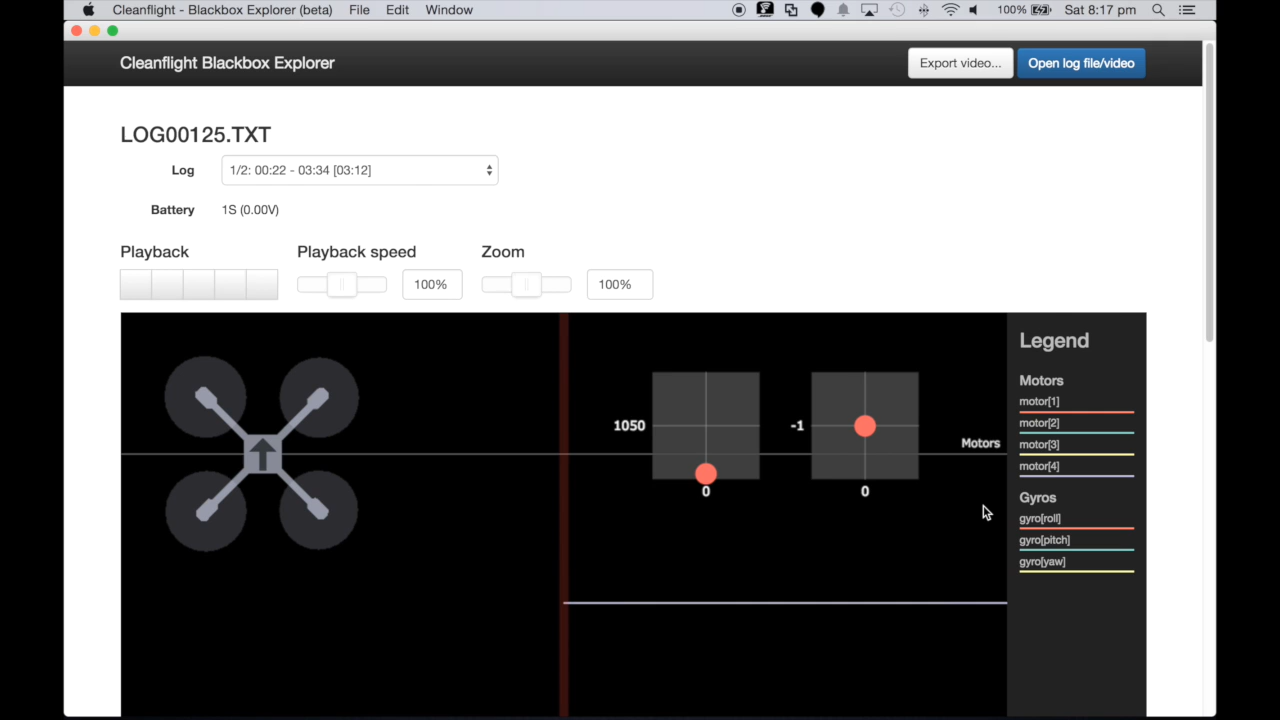 Cleanflight - Blackbox Explorer (beta) File Edit Window 100% Sat 8:17 pm
Cleanflight Blackbox Explorer Export video... Open log file/video
LOG00125.TXT
Log 1/2: 00:22 - 03:34 [03:12]
Battery 1S (0.00V)
Playback Playback speed Zoom
100% 100%
Legend
Motors
motor[1]
motor[2]
motor[3]
motor[4]
1050 -1 Motors
0 0
Gyros
gyro[roll]
gyro[pitch]
gyro[yaw]